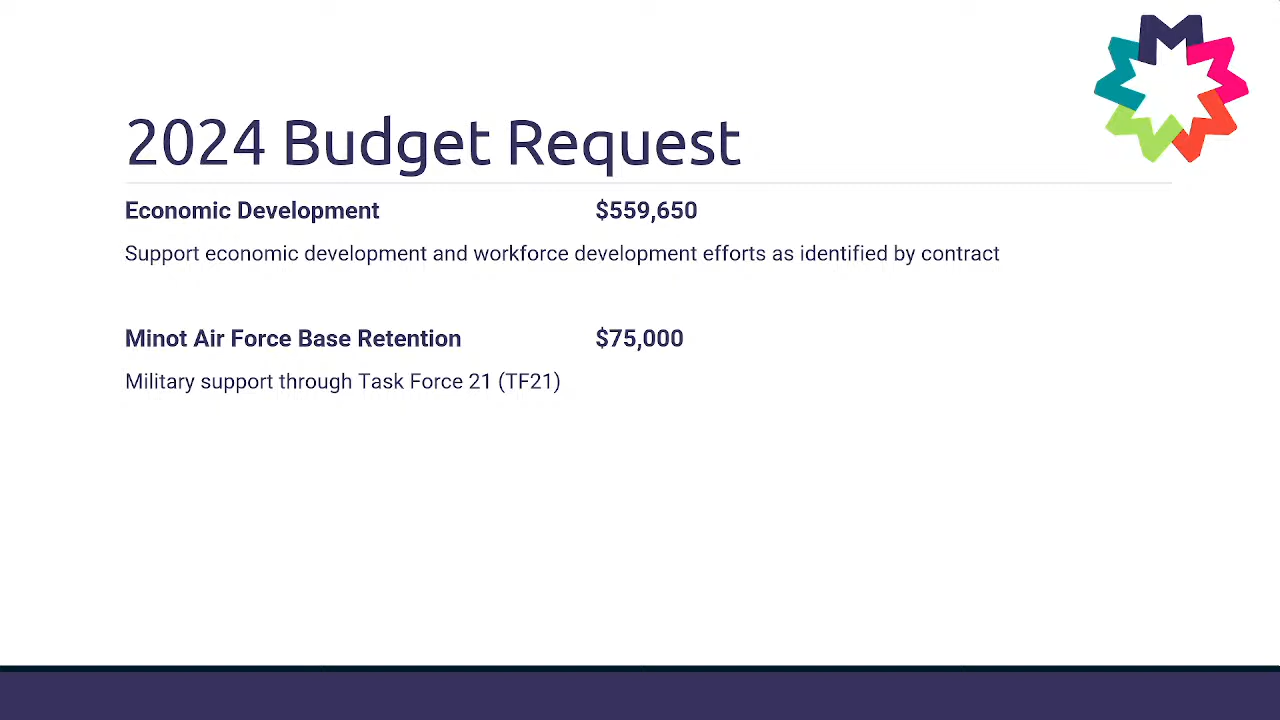 2024 Budget Request
Economic Development $559,650
Support economic development and workforce development efforts as identified by contract
Minot Air Force Base Retention $75,000
Military support through Task Force 21 (TF21)